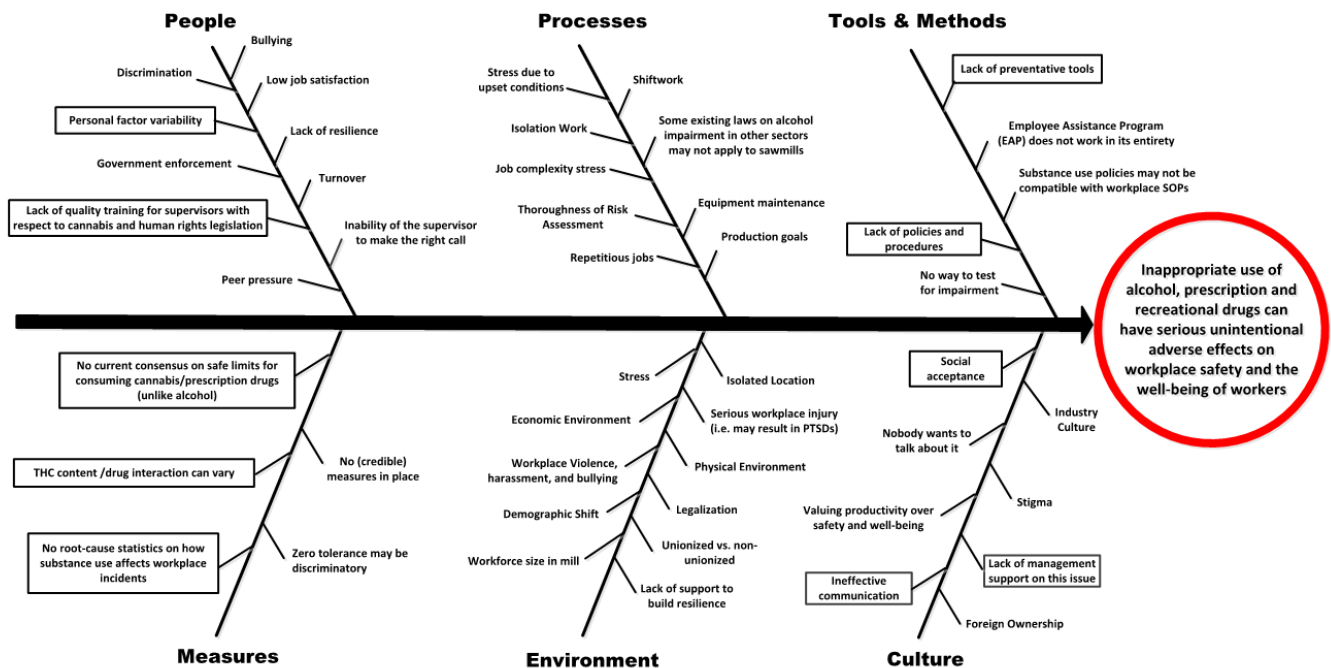 People
Processes
Tools & Methods
Bullying
Discrimination
Low job satisfaction
Personal factor variability
Lack of resilience
Government enforcement
Turnover
Lack of quality training for supervisors with
respect to cannabis and human rights legislation
Inability of the supervisor
to make the right call
Peer pressure
Stress due to
upset conditions
Shiftwork
Isolation Work
Some existing laws on alcohol
impairment in other sectors
may not apply to sawmills
Job complexity stress
Thoroughness of Risk
Assessment
Equipment maintenance
Production goals
Repetitious jobs
Lack of preventative tools
Employee Assistance Program
(EAP) does not work in its entirety
Substance use policies may not be
compatible with workplace SOPs
Lack of policies and
procedures
No way to test
for impairment
Inappropriate use of
alcohol, prescription and
recreational drugs can
have serious unintentional
adverse effects on
workplace safety and the
well-being of workers
No current consensus on safe limits for
consuming cannabis/prescription drugs
(unlike alcohol)
No (credible)
measures in place
THC content /drug interaction can vary
No root-cause statistics on how
substance use affects workplace
incidents
Zero tolerance may be
discriminatory
Stress
Isolated Location
Economic Environment
Serious workplace injury
(i.e. may result in PTSDs)
Workplace Violence,
harassment, and bullying
Physical Environment
Demographic Shift
Legalization
Workforce size in mill
Unionized vs. non-
unionized
Lack of support to
build resilience
Social
acceptance
Industry
Culture
Nobody wants to
talk about it
Stigma
Valuing productivity over
safety and well-being
Lack of management
support on this issue
Ineffective
communication
Foreign Ownership
Measures
Environment
Culture